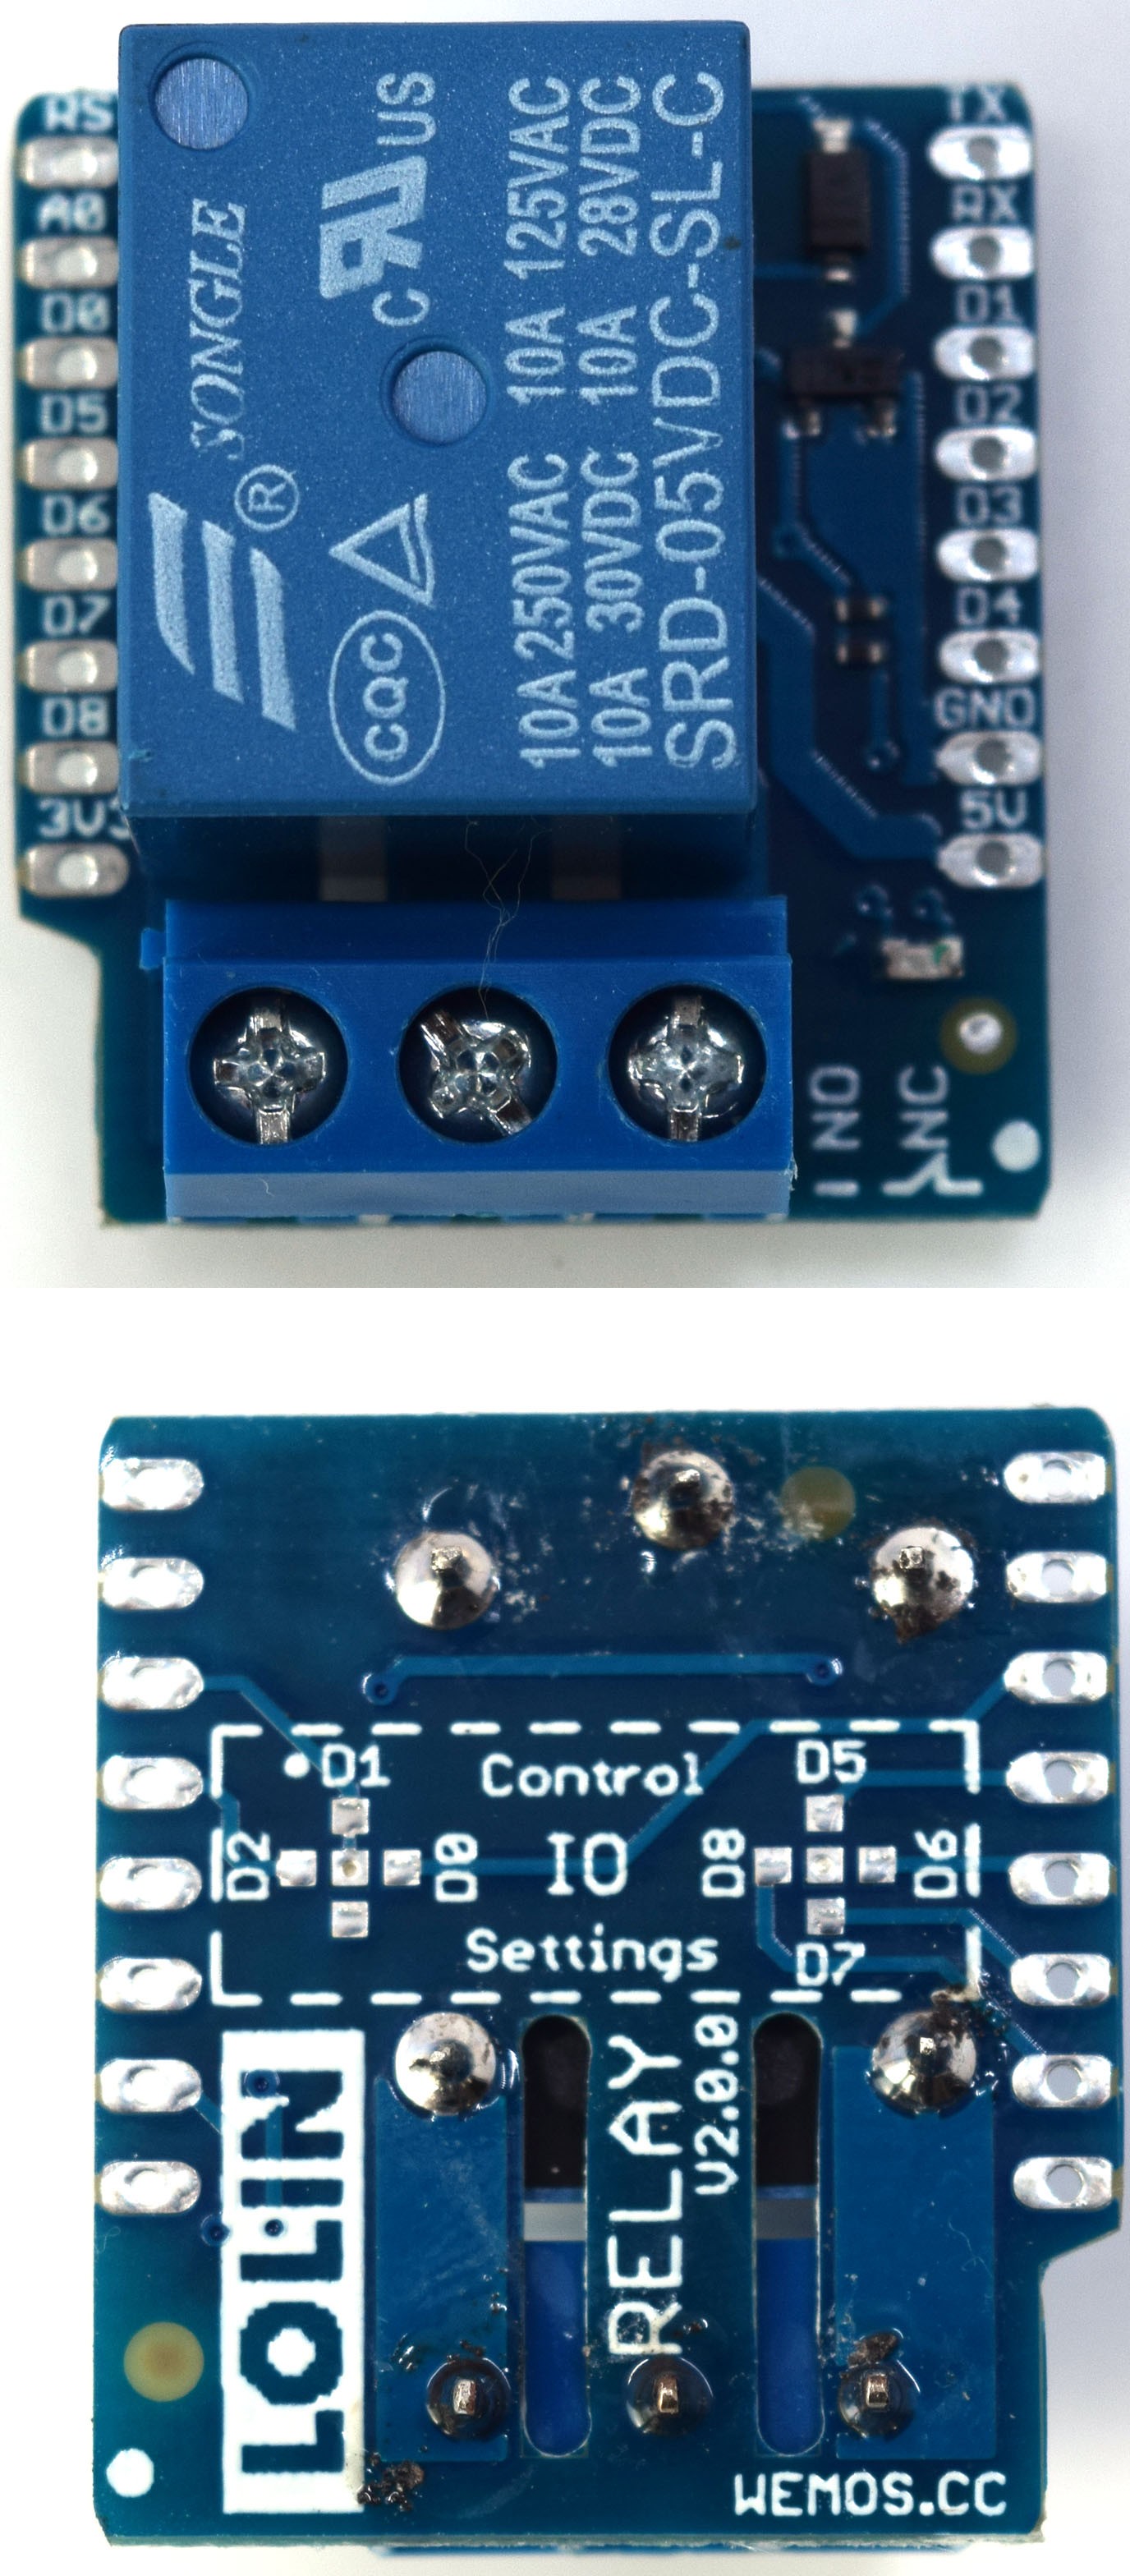 RS
A0
D0
D5
D6
D7
D8
3V3
SONGLE
®
C US
CQC
10A 250VAC 10A 125VAC
10A 30VDC 10A 28VDC
SRD-05VDC-SL-C
TX
RX
D1
D2
D3
D4
GND
5V
NO
NC
D1
D2
D0
Control
IO
Settings
D5
D8
D6
D7
LOLIN
RELAY
V2.0.0
WEMOS.CC